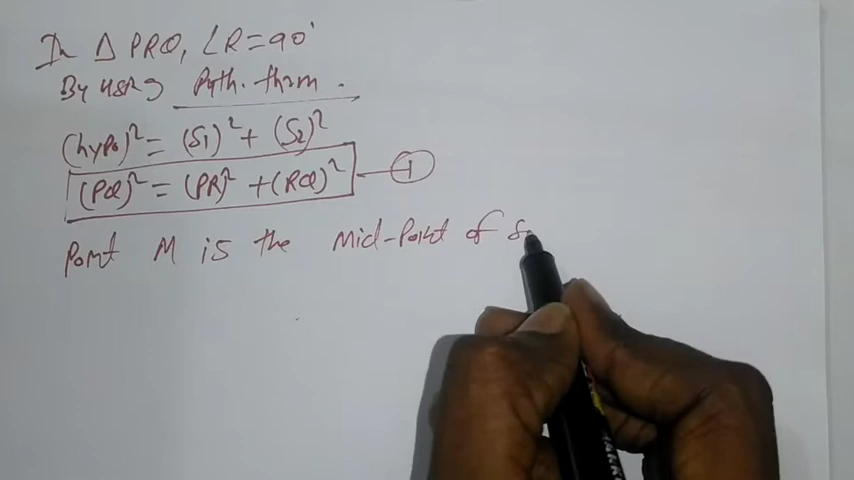 In Δ PRQ, ∠R=90°
By using Pyth. thrm.
(hypo)² = (S1)² + (S2)²
(PQ)² = (PR)² + (RQ)² — 1
Point M is the Mid-Point of s